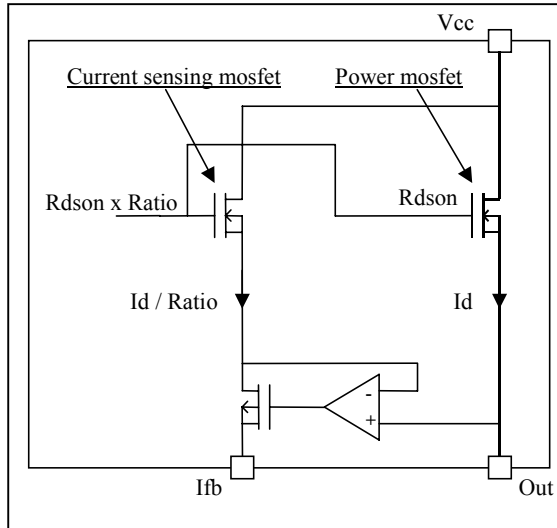 Vcc
Current sensing mosfet
Power mosfet
Rdson x Ratio
Rdson
Id / Ratio
Id
-
+
Ifb
Out